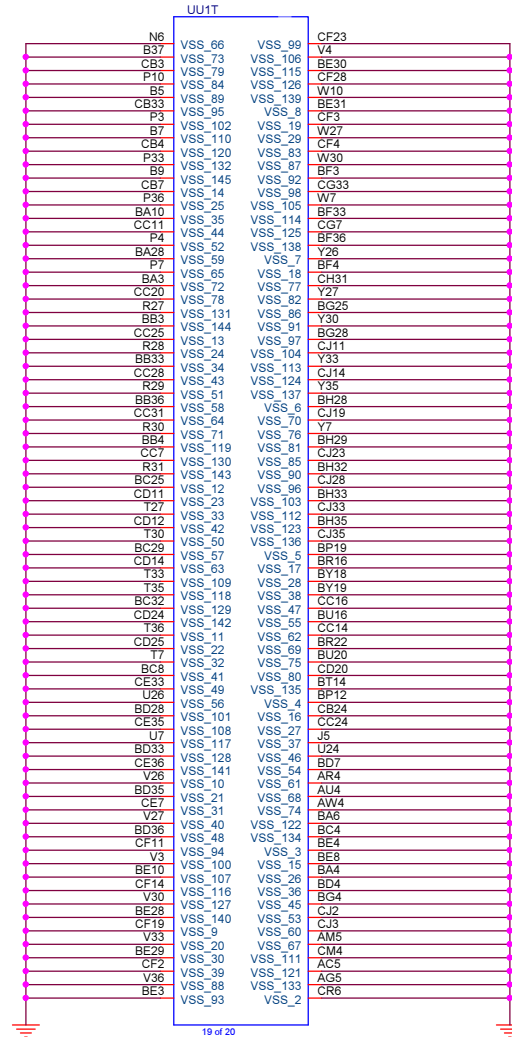 UU1T
N6 VSS_66 VSS_99 CF23
B37 VSS_73 VSS_106 V4
CB3 VSS_79 VSS_115 BE30
P10 VSS_84 VSS_126 CF28
B5 VSS_89 VSS_139 W10
CB33 VSS_95 VSS_8 BE31
P3 VSS_102 VSS_19 CF3
B7 VSS_110 VSS_29 W27
CB4 VSS_120 VSS_83 CF4
P33 VSS_132 VSS_87 W30
B9 VSS_145 VSS_92 BF3
CB7 VSS_14 VSS_98 CG33
P36 VSS_25 VSS_105 W7
BA10 VSS_35 VSS_114 BF33
CC11 VSS_44 VSS_125 CG7
P4 VSS_52 VSS_138 BF36
BA28 VSS_59 VSS_7 Y26
P7 VSS_65 VSS_18 BF4
BA3 VSS_72 VSS_77 CH31
CC20 VSS_78 VSS_82 Y27
R27 VSS_131 VSS_86 BG25
BB3 VSS_144 VSS_91 Y30
CC25 VSS_13 VSS_97 BG28
R28 VSS_24 VSS_104 CJ11
BB33 VSS_34 VSS_113 Y33
CC28 VSS_43 VSS_124 CJ14
R29 VSS_51 VSS_137 Y35
BB36 VSS_58 VSS_6 BH28
CC31 VSS_64 VSS_70 CJ19
R30 VSS_71 VSS_76 Y7
BB4 VSS_119 VSS_81 BH29
CC7 VSS_130 VSS_85 CJ23
R31 VSS_143 VSS_90 BH32
BC25 VSS_12 VSS_96 CJ28
CD11 VSS_23 VSS_103 BH33
T27 VSS_33 VSS_112 CJ33
CD12 VSS_42 VSS_123 BH35
T30 VSS_50 VSS_136 CJ35
BC29 VSS_57 VSS_5 BP19
CD14 VSS_63 VSS_17 BR16
T33 VSS_109 VSS_28 BY18
T35 VSS_118 VSS_38 BY19
BC32 VSS_129 VSS_47 CC16
CD24 VSS_142 VSS_55 BU16
T36 VSS_11 VSS_62 CC14
CD25 VSS_22 VSS_69 BR22
T7 VSS_32 VSS_75 BU20
BC8 VSS_41 VSS_80 CD20
CE33 VSS_49 VSS_135 BT14
U26 VSS_56 VSS_4 BP12
BD28 VSS_101 VSS_16 CB24
CE35 VSS_108 VSS_27 CC24
U7 VSS_117 VSS_37 J5
BD33 VSS_128 VSS_46 U24
CE36 VSS_141 VSS_54 BD7
V26 VSS_10 VSS_61 AR4
BD35 VSS_21 VSS_68 AU4
CE7 VSS_31 VSS_74 AW4
V27 VSS_40 VSS_122 BA6
BD36 VSS_48 VSS_134 BC4
CF11 VSS_94 VSS_3 BE4
V3 VSS_100 VSS_15 BE8
BE10 VSS_107 VSS_26 BA4
CF14 VSS_116 VSS_36 BD4
V30 VSS_127 VSS_45 BG4
BE28 VSS_140 VSS_53 CJ2
CF19 VSS_9 VSS_60 CJ3
V33 VSS_20 VSS_67 AM5
BE29 VSS_30 VSS_111 CM4
CF2 VSS_39 VSS_121 AC5
V36 VSS_88 VSS_133 AG5
BE3 VSS_93 VSS_2 CR6
19 of 20